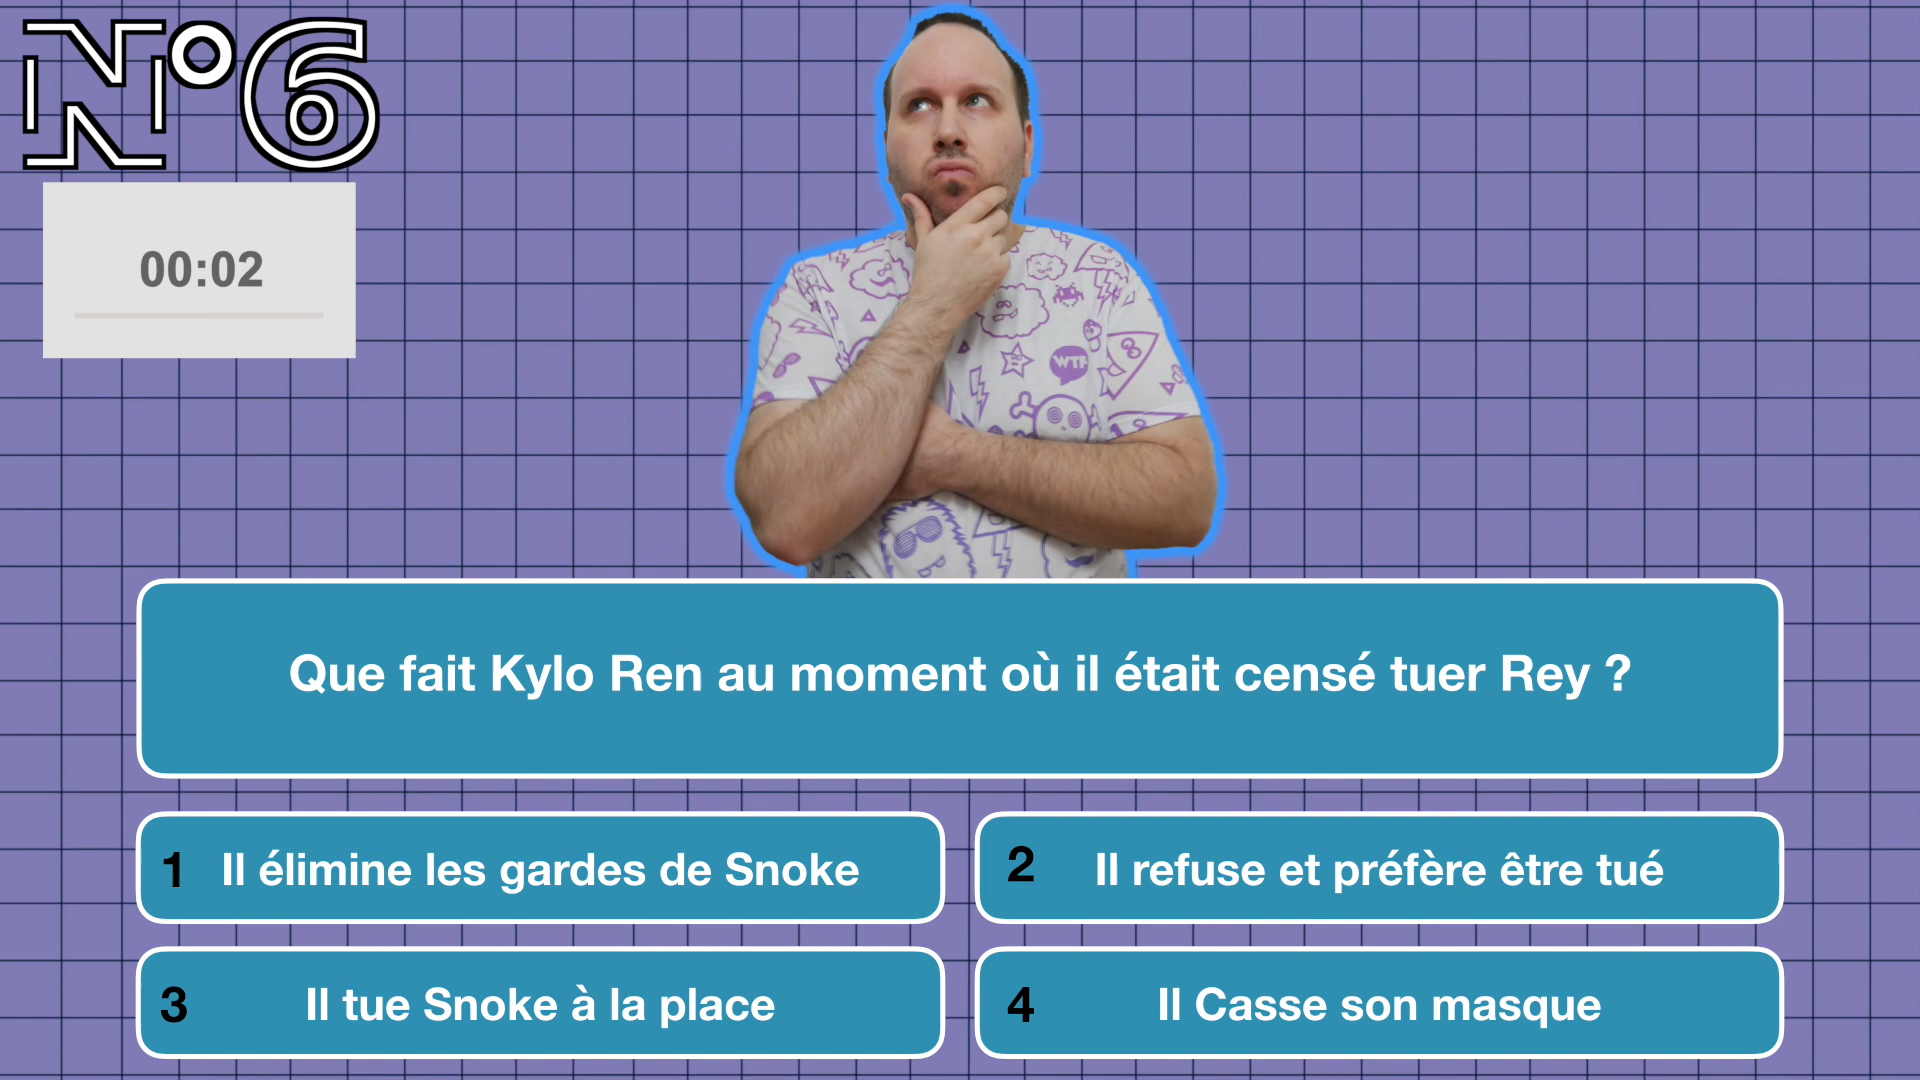 N°6
00:02
WTF
Que fait Kylo Ren au moment où il était censé tuer Rey ?
1 Il élimine les gardes de Snoke
2 Il refuse et préfère être tué
3 Il tue Snoke à la place
4 Il Casse son masque